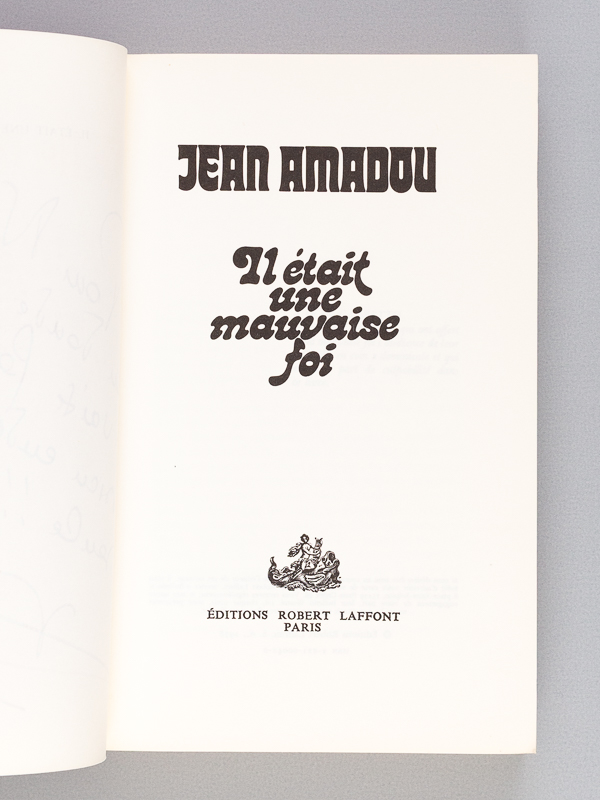 JEAN AMADOU
Il était
une
mauvaise
foi
ÉDITIONS ROBERT LAFFONT
PARIS